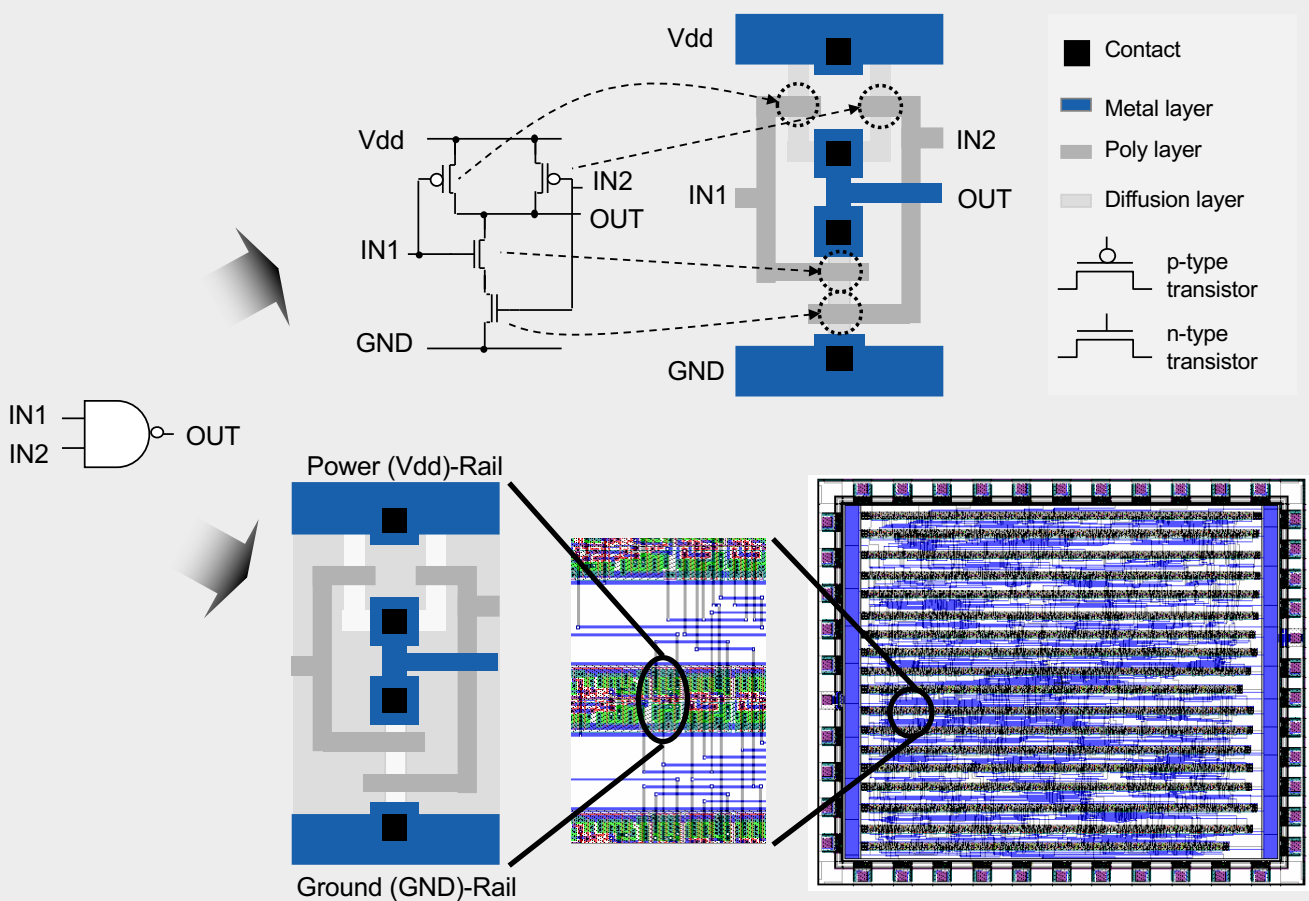 Vdd
Contact
Metal layer
Vdd
IN2
Poly layer
IN2
IN1
OUT
Diffusion layer
OUT
IN1
p-type
transistor
GND
GND
n-type
transistor
IN1
OUT
IN2
Power (Vdd)-Rail
Ground (GND)-Rail